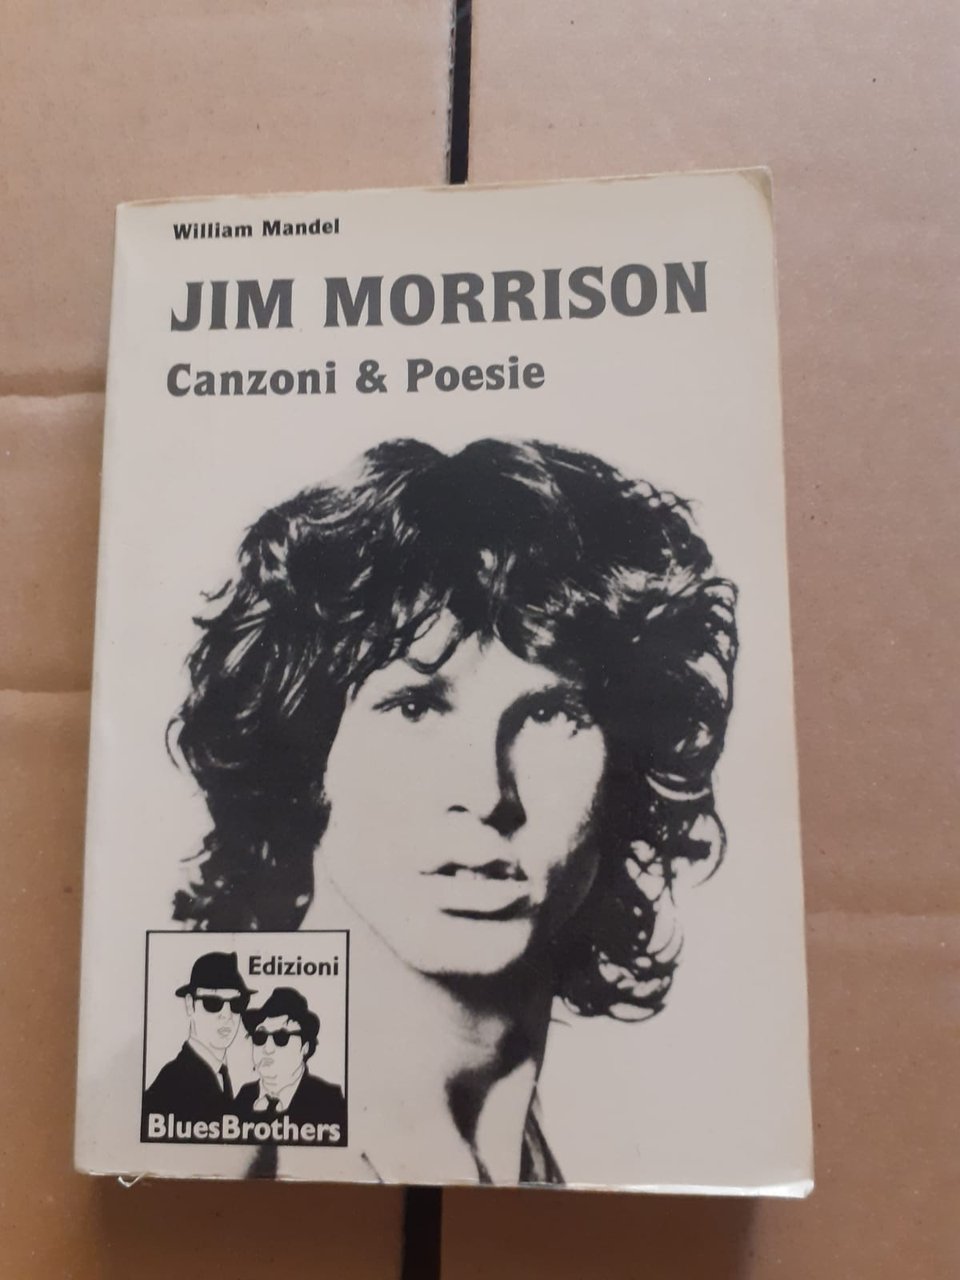 William Mandel
JIM MORRISON
Canzoni & Poesie
Edizioni
BluesBrothers